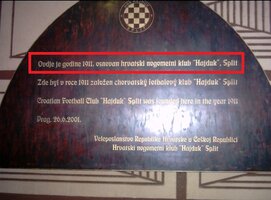 Ovdje je godine 1911. osnovan hrvatski nogometni klub "Hajduk", Split
Zde byl v roce 1911 založen chorvatský fotbalový klub "Hajduk" Split
Croatian Football Club "Hajduk" Split was founded here in the year 1911
Prag, 26.6.2001.
Veleposlanstvo Republike Hrvatske u Češkoj Republici
Hrvatski nogometni klub "Hajduk" Split